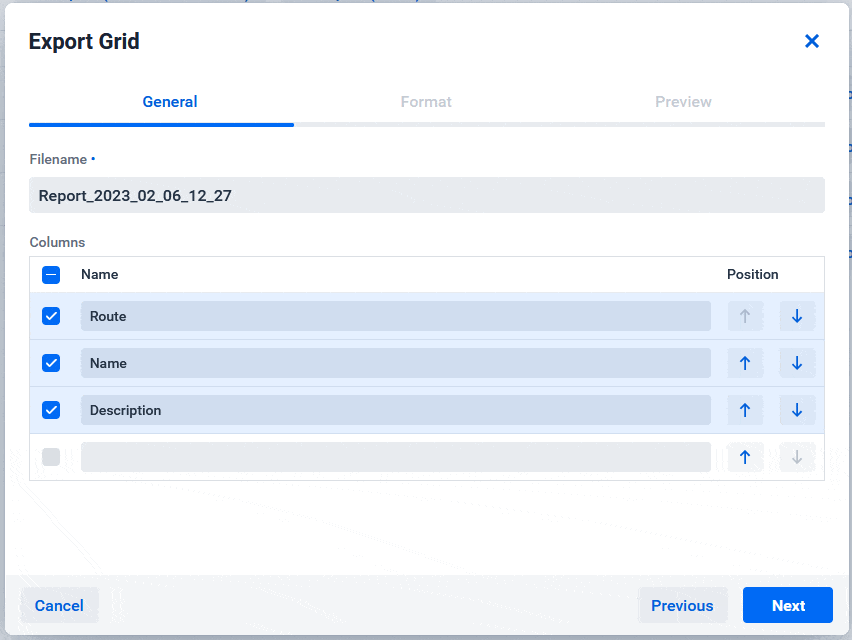 Export Grid
General Format Preview
Filename •
Report_2023_02_06_12_27
Columns
Name Position
Route
Name
Description
Cancel Previous Next